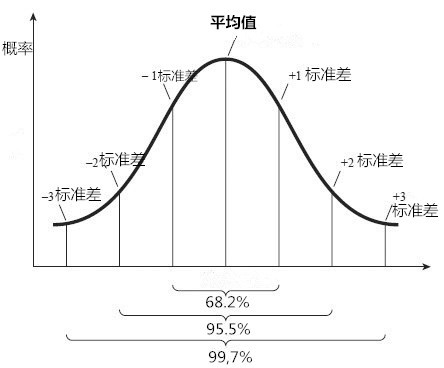 平均值
概率
－1标准差
+1 标准差
–2标准差
+2 标准差
–3标准差
+3
标准差
68.2%
95.5%
99,7%